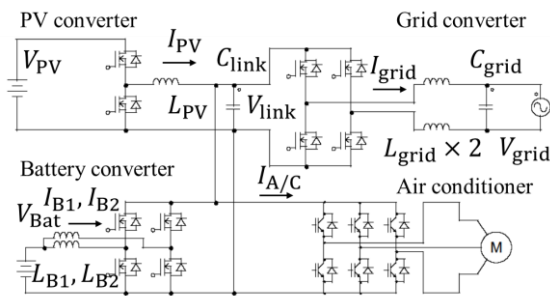 PV converter
Grid converter
I_PV
C_link
C_grid
V_PV
I_grid
L_PV
V_link
L_grid × 2
V_grid
Battery converter
I_A/C
Air conditioner
I_B1, I_B2
V_Bat
L_B1, L_B2
M